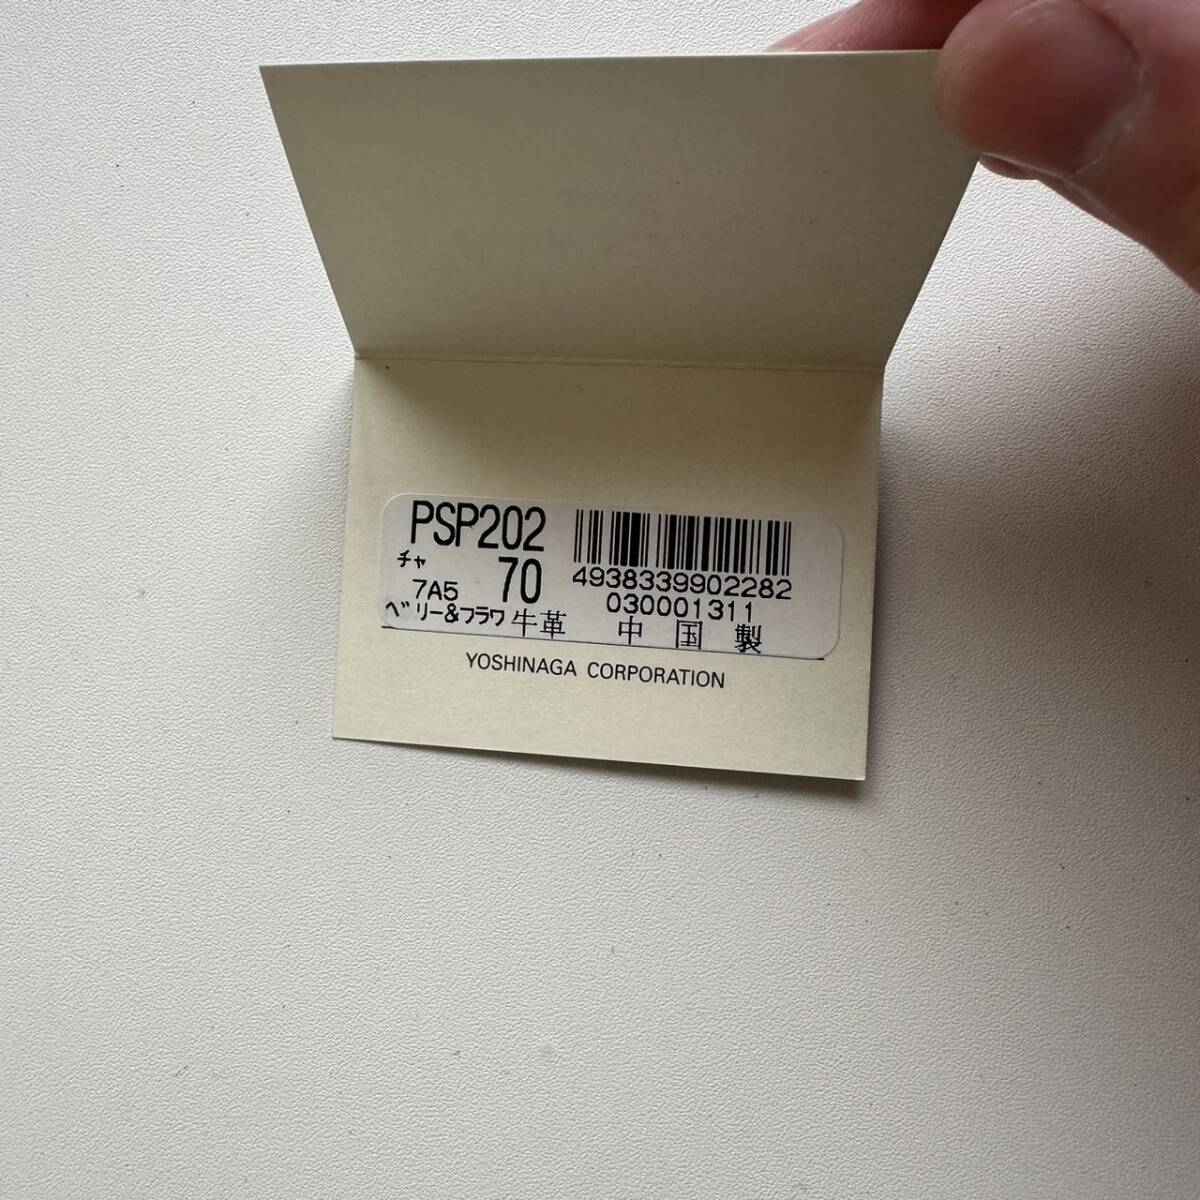 PSP202
チャ 70
7A5
ベリー&フラワ 牛革 中国製
4938339902282
030001311
YOSHINAGA CORPORATION